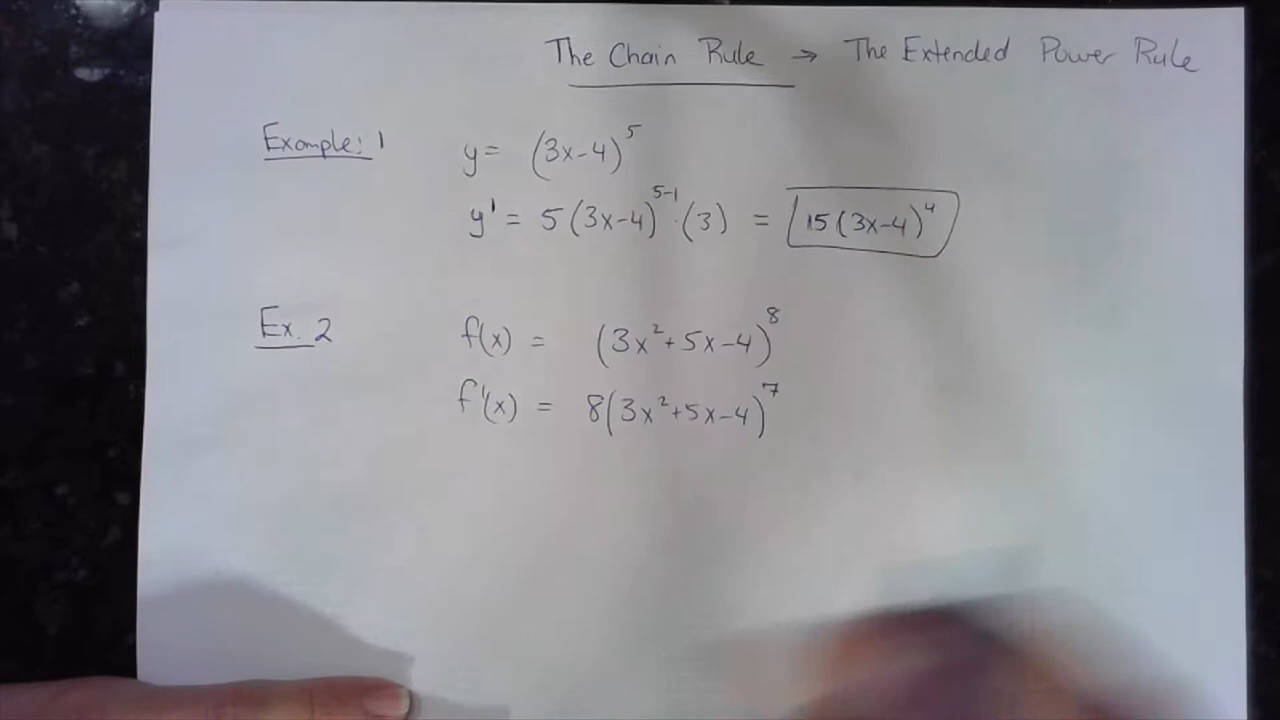 The Chain Rule → The Extended Power Rule
Example: 1 y = (3x-4)^5
y' = 5(3x-4)^5-1 · (3) = 15(3x-4)^4
Ex. 2 f(x) = (3x²+5x-4)^8
f'(x) = 8(3x²+5x-4)^7